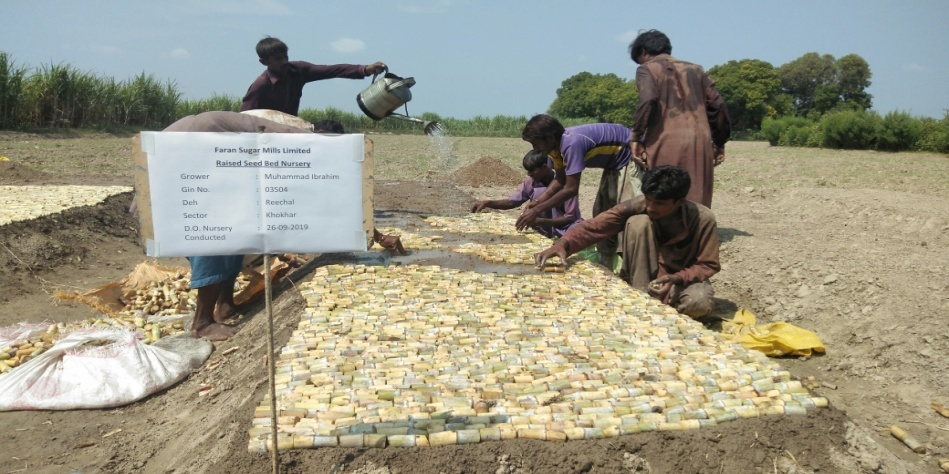 Faran Sugar Mills Limited
Raised Seed Bed Nursery
Grower : Muhammad Ibrahim
Gin No. : 03504
Deh : Reechal
Sector : Khokhar
D.O. Nursery : 26-09-2019
Conducted